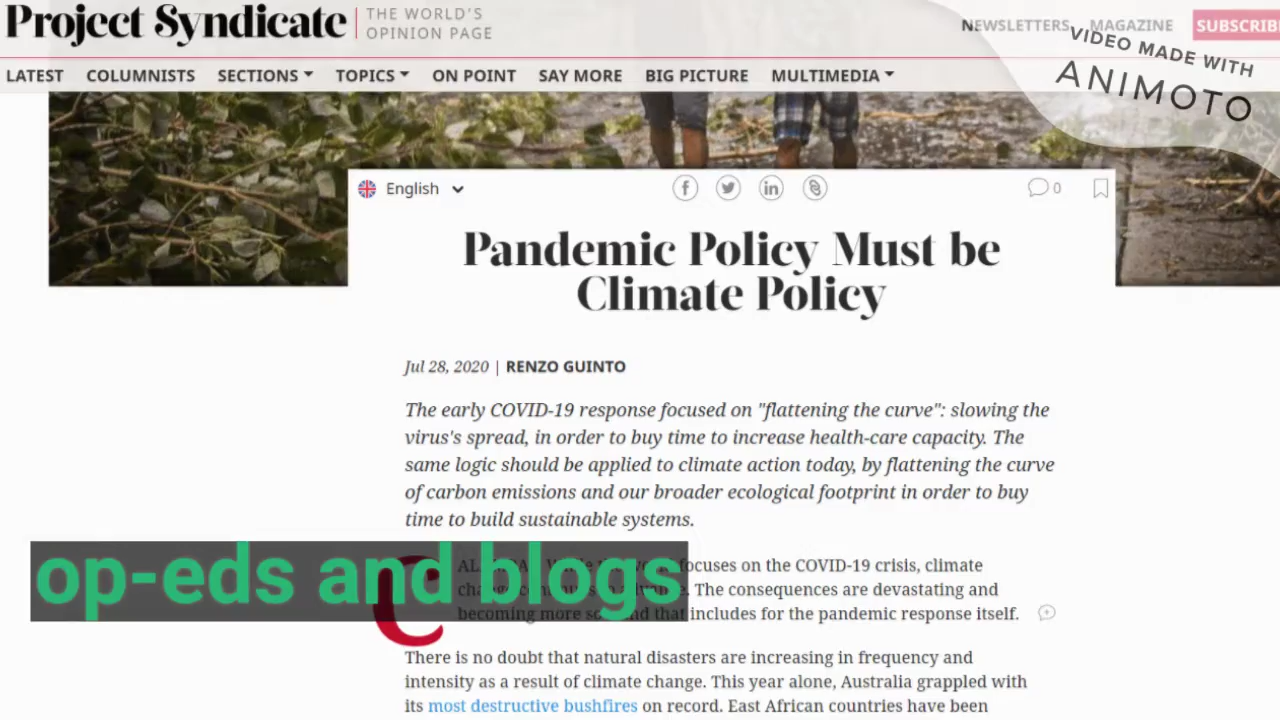 Project Syndicate
THE WORLD'S
OPINION PAGE
NEWSLETTERS MAGAZINE SUBSCRIBE
VIDEO MADE WITH
ANIMOTO
LATEST COLUMNISTS SECTIONS TOPICS ON POINT SAY MORE BIG PICTURE MULTIMEDIA
English
0
Pandemic Policy Must be
Climate Policy
Jul 28, 2020 | RENZO GUINTO
The early COVID-19 response focused on "flattening the curve": slowing the
virus's spread, in order to buy time to increase health-care capacity. The
same logic should be applied to climate action today, by flattening the curve
of carbon emissions and our broader ecological footprint in order to buy
time to build sustainable systems.
op-eds and blogs
focuses on the COVID-19 crisis, climate
The consequences are devastating and
becoming more so, and that includes for the pandemic response itself.
There is no doubt that natural disasters are increasing in frequency and
intensity as a result of climate change. This year alone, Australia grappled with
its most destructive bushfires on record. East African countries have been